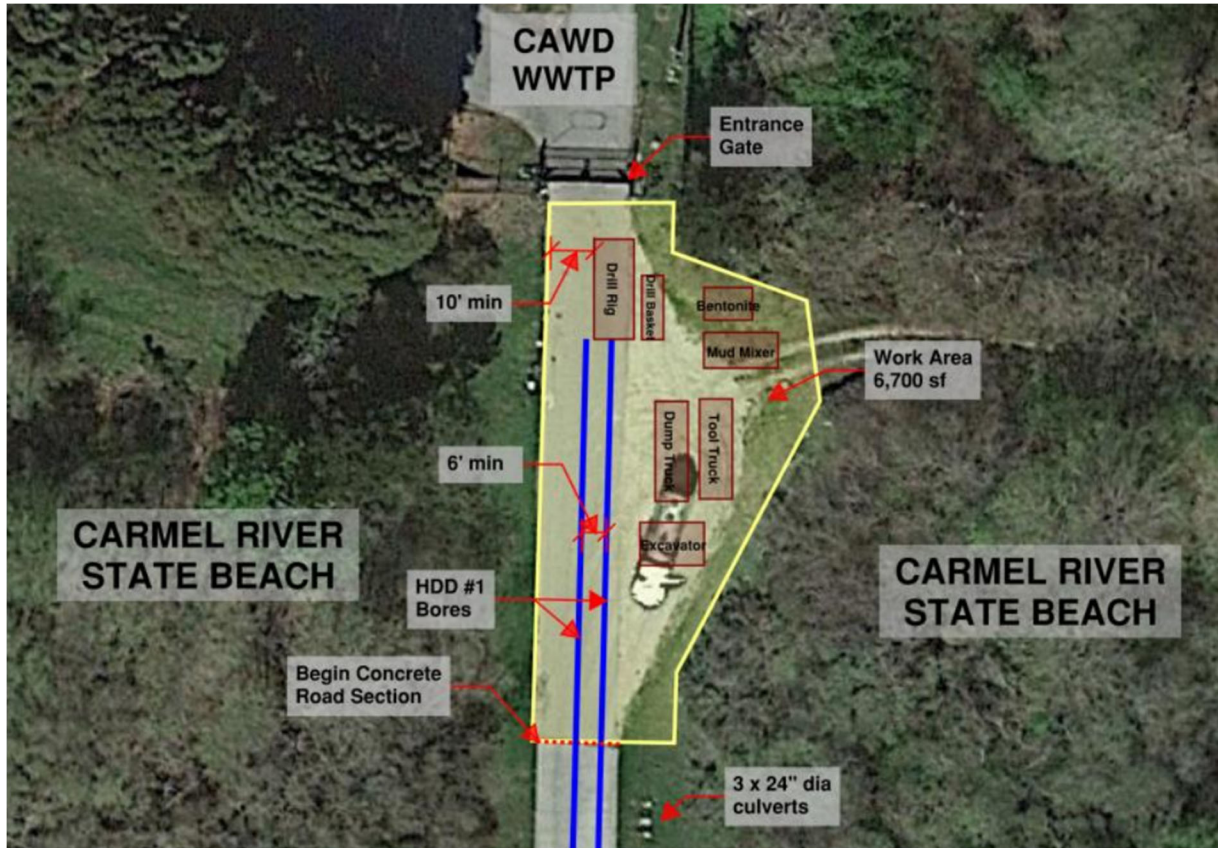 CAWD
WWTP
Entrance
Gate
10' min
Drill Rig
Drill Basket
Bentonite
Mud Mixer
Work Area
6,700 sf
6' min
Dump Truck
Tool Truck
Excavator
CARMEL RIVER
STATE BEACH
CARMEL RIVER
STATE BEACH
HDD #1
Bores
Begin Concrete
Road Section
3 x 24" dia
culverts